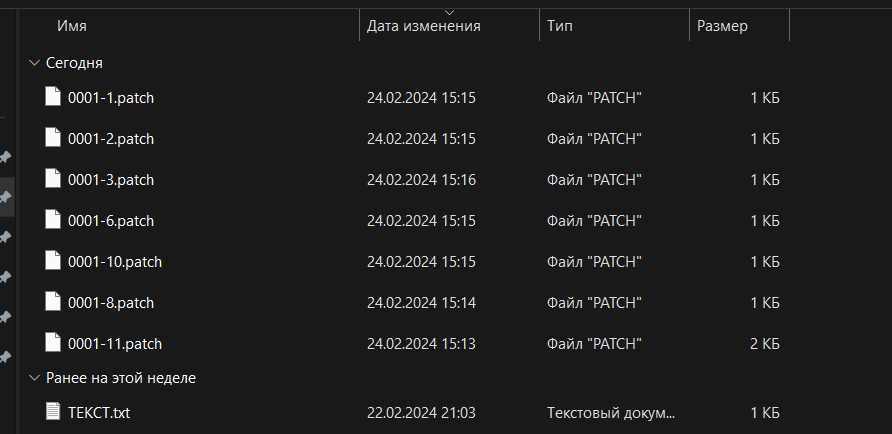 Имя Дата изменения Тип Размер
Сегодня
0001-1.patch 24.02.2024 15:15 Файл "PATCH" 1 КБ
0001-2.patch 24.02.2024 15:15 Файл "PATCH" 1 КБ
0001-3.patch 24.02.2024 15:16 Файл "PATCH" 1 КБ
0001-6.patch 24.02.2024 15:15 Файл "PATCH" 1 КБ
0001-10.patch 24.02.2024 15:15 Файл "PATCH" 1 КБ
0001-8.patch 24.02.2024 15:14 Файл "PATCH" 1 КБ
0001-11.patch 24.02.2024 15:13 Файл "PATCH" 2 КБ
Ранее на этой неделе
ТЕКСТ.txt 22.02.2024 21:03 Текстовый докум... 1 КБ